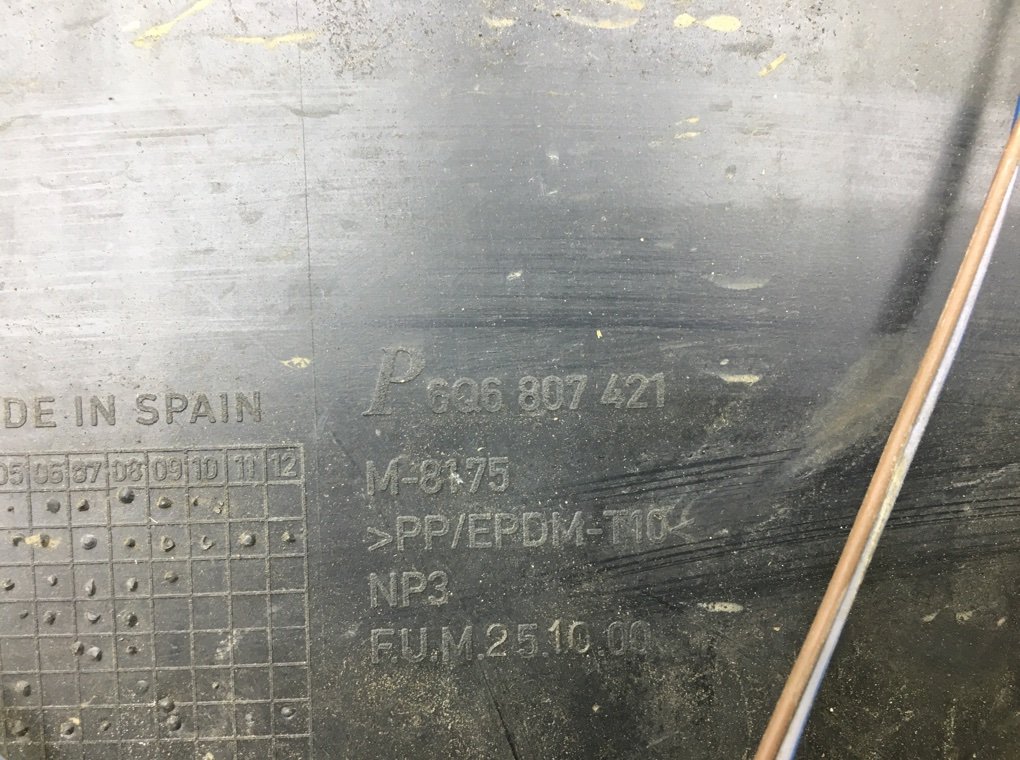 P 6Q6 807 421
DE IN SPAIN
05 06 07 08 09 10 11 12
M-8175
>PP/EPDM-T10<
NP3
F.U.M.25.10.00